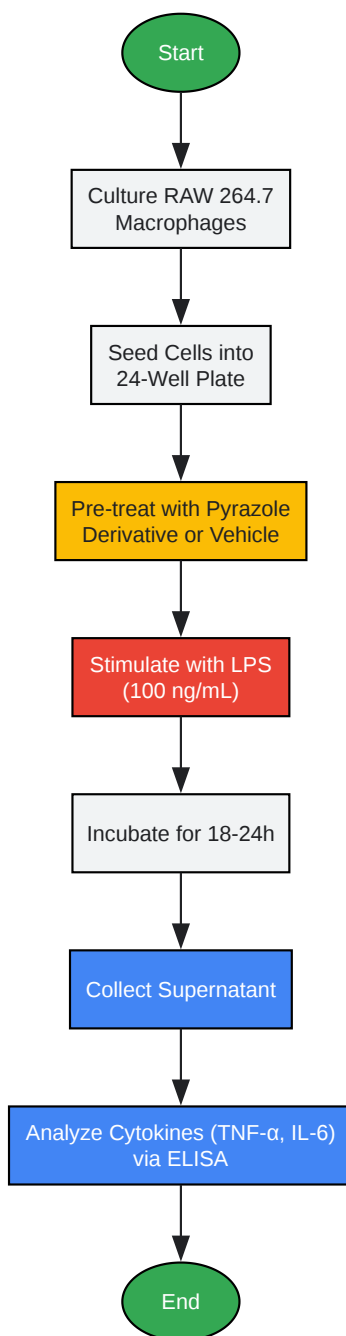 Start
Culture RAW 264.7
Macrophages
Seed Cells into
24-Well Plate
Pre-treat with Pyrazole
Derivative or Vehicle
Stimulate with LPS
(100 ng/mL)
Incubate for 18-24h
Collect Supernatant
Analyze Cytokines (TNF-α, IL-6)
via ELISA
End